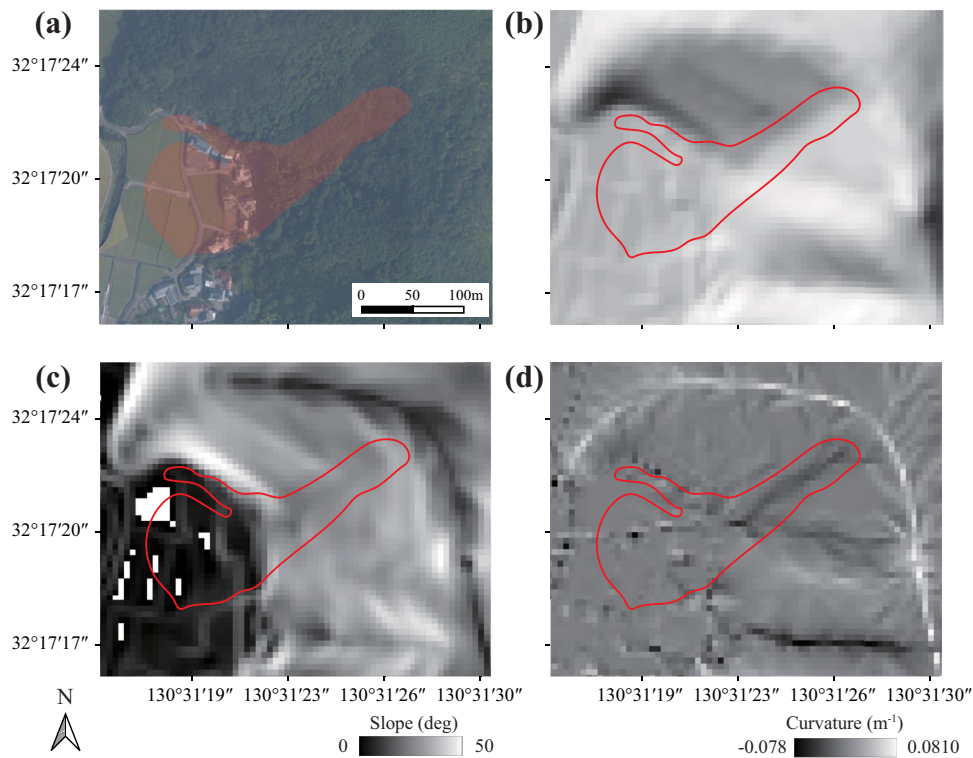 (a)
(b)
32°17′24″
32°17′20″
32°17′17″
0 50 100m
(c)
(d)
32°17′24″
32°17′20″
32°17′17″
130°31′19″ 130°31′23″ 130°31′26″ 130°31′30″
130°31′19″ 130°31′23″ 130°31′26″ 130°31′30″
N
Slope (deg)
0 50
Curvature (m⁻¹)
-0.078 0.0810